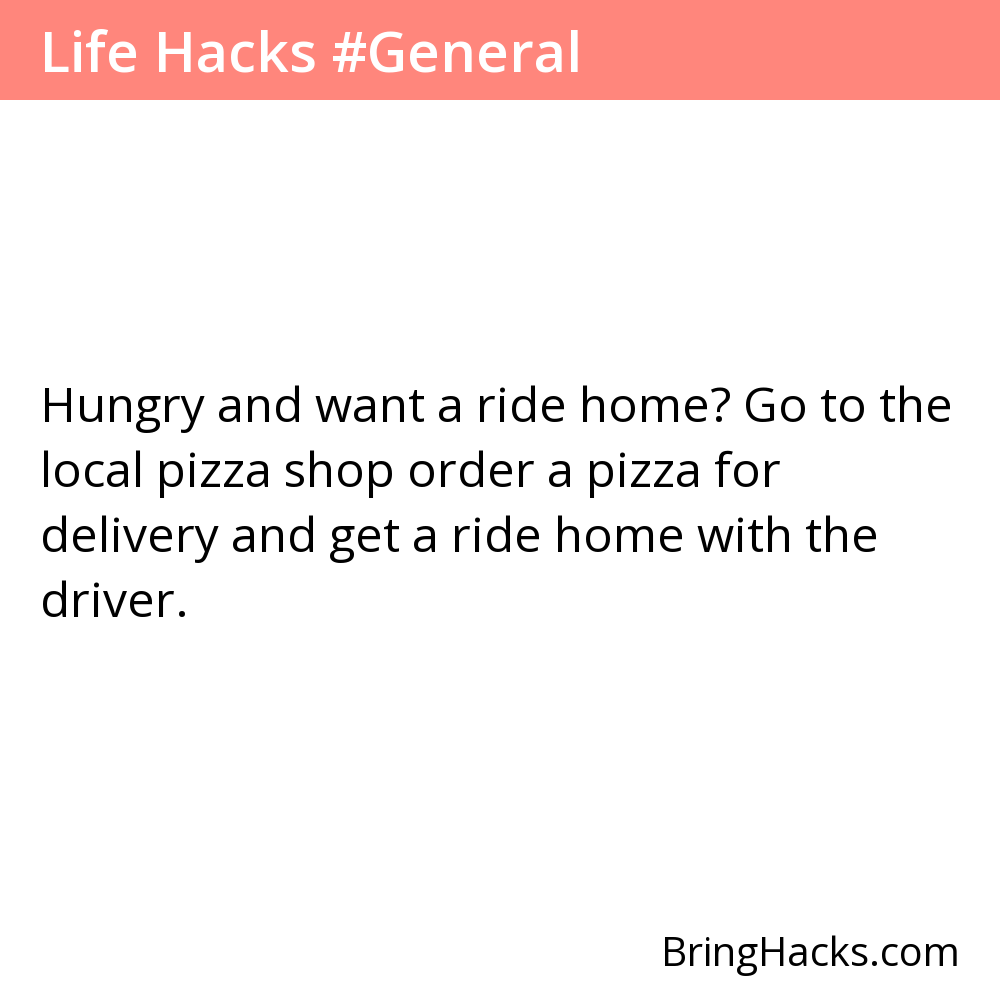 Life Hacks #General
Hungry and want a ride home? Go to the
local pizza shop order a pizza for
delivery and get a ride home with the
driver.
BringHacks.com